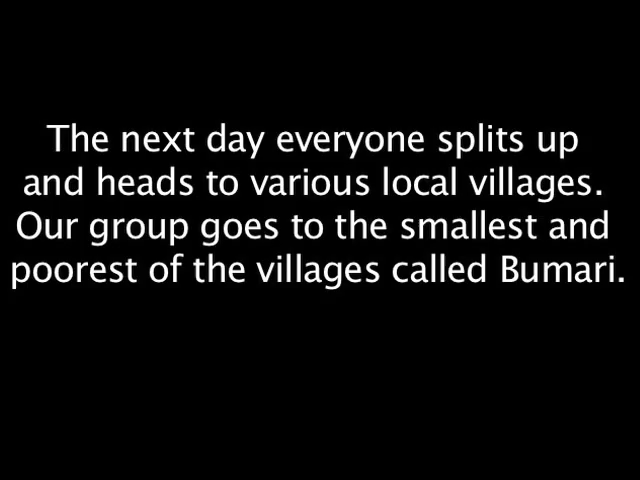 The next day everyone splits up
and heads to various local villages.
Our group goes to the smallest and
poorest of the villages called Bumari.